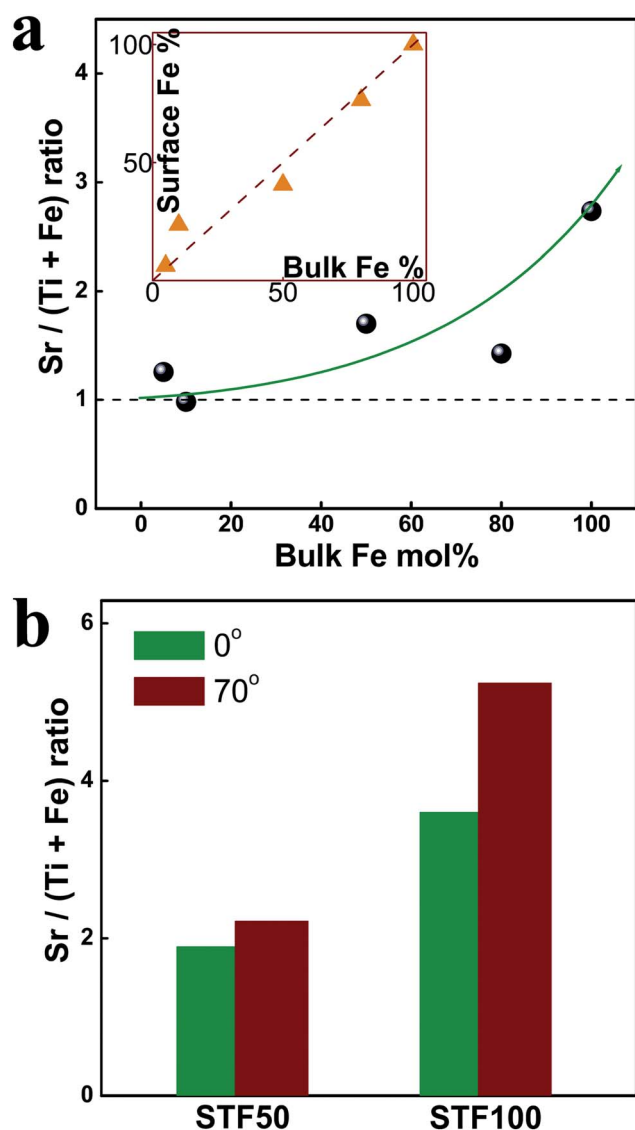 a
Sr / (Ti + Fe) ratio
4
3
2
1
0
0 20 40 60 80 100
Bulk Fe mol%
Surface Fe %
100
50
0 50 100
Bulk Fe %
b
Sr / (Ti + Fe) ratio
6
4
2
0
0°
70°
STF50 STF100